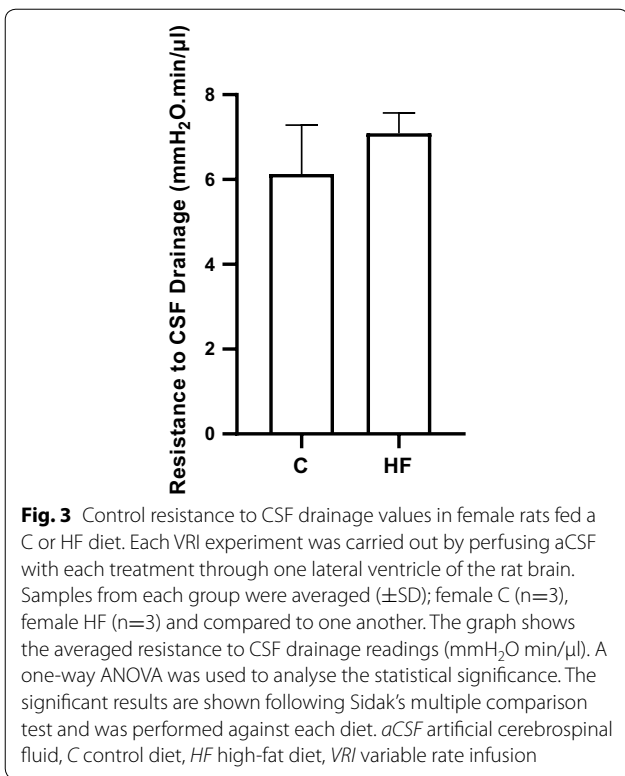 Resistance to CSF Drainage (mmH₂O.min/µl)
8
6
4
2
0
C HF
Fig. 3 Control resistance to CSF drainage values in female rats fed a
C or HF diet. Each VRI experiment was carried out by perfusing aCSF
with each treatment through one lateral ventricle of the rat brain.
Samples from each group were averaged (±SD); female C (n=3),
female HF (n=3) and compared to one another. The graph shows
the averaged resistance to CSF drainage readings (mmH₂O min/µl). A
one-way ANOVA was used to analyse the statistical significance. The
significant results are shown following Sidak's multiple comparison
test and was performed against each diet. aCSF artificial cerebrospinal
fluid, C control diet, HF high-fat diet, VRI variable rate infusion